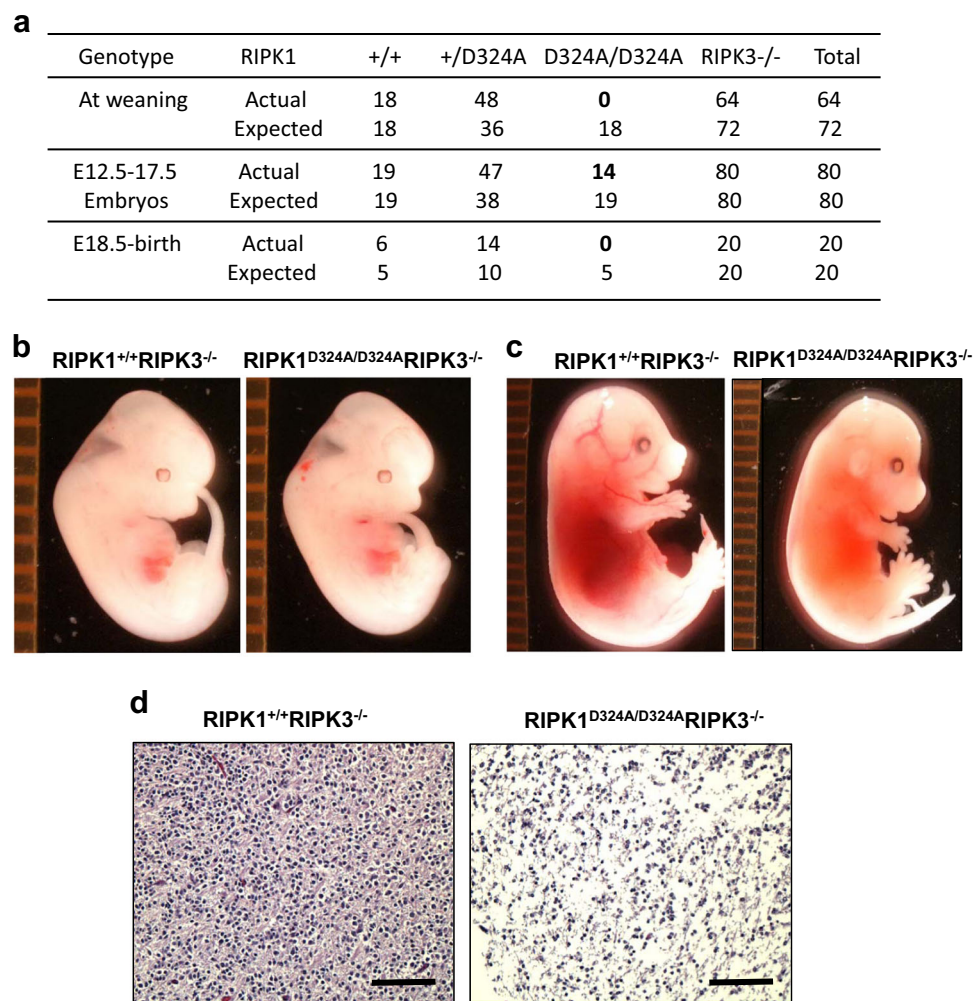 a
Genotype RIPK1 +/+ +/D324A D324A/D324A RIPK3-/- Total
At weaning Actual 18 48 0 64 64
Expected 18 36 18 72 72
E12.5-17.5 Actual 19 47 14 80 80
Embryos Expected 19 38 19 80 80
E18.5-birth Actual 6 14 0 20 20
Expected 5 10 5 20 20
b RIPK1+/+RIPK3-/- RIPK1D324A/D324ARIPK3-/-
c RIPK1+/+RIPK3-/- RIPK1D324A/D324ARIPK3-/-
d RIPK1+/+RIPK3-/- RIPK1D324A/D324ARIPK3-/-